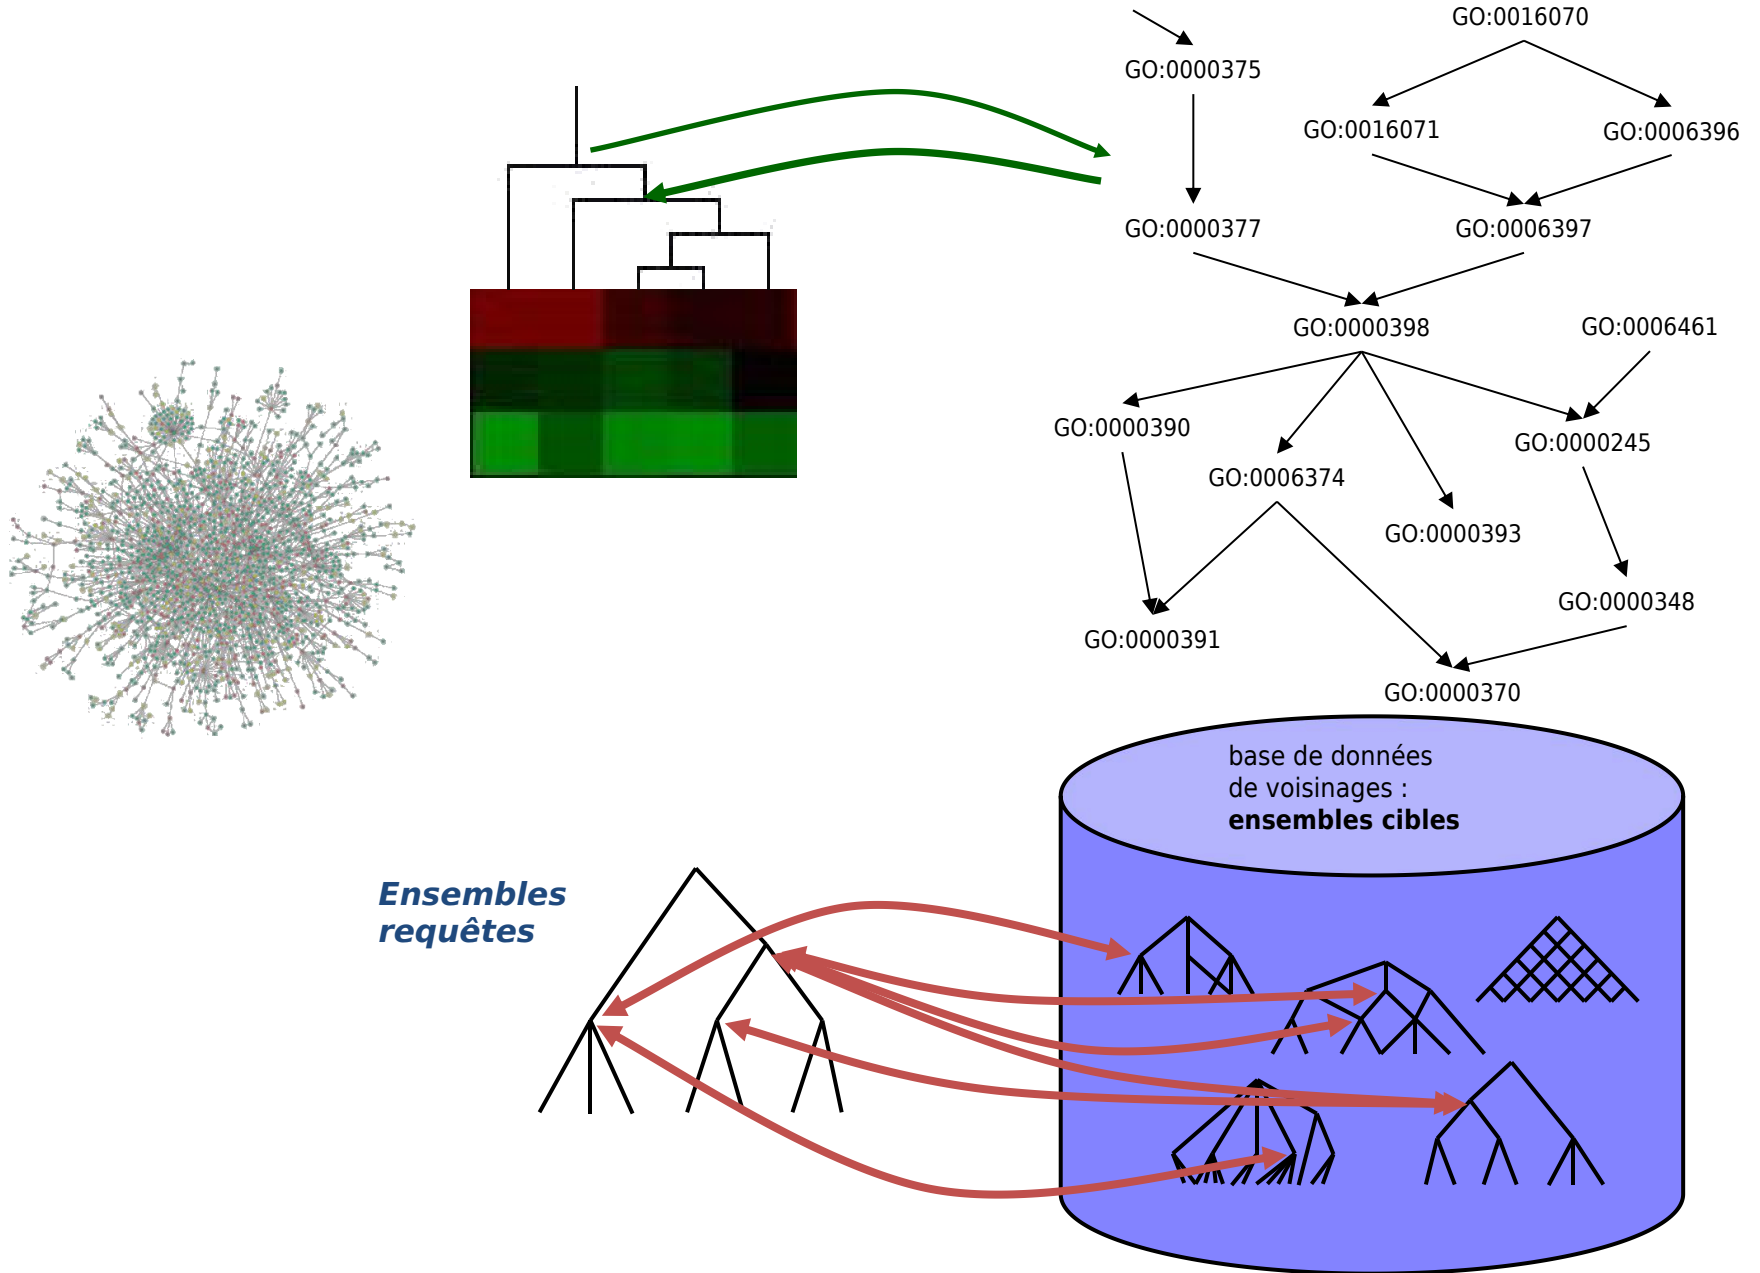 GO:0016070
GO:0000375
GO:0016071
GO:0006396
GO:0000377
GO:0006397
GO:0000398
GO:0006461
GO:0000390
GO:0000245
GO:0006374
GO:0000393
GO:0000348
GO:0000391
GO:0000370
base de données
de voisinages :
ensembles cibles
Ensembles
requêtes